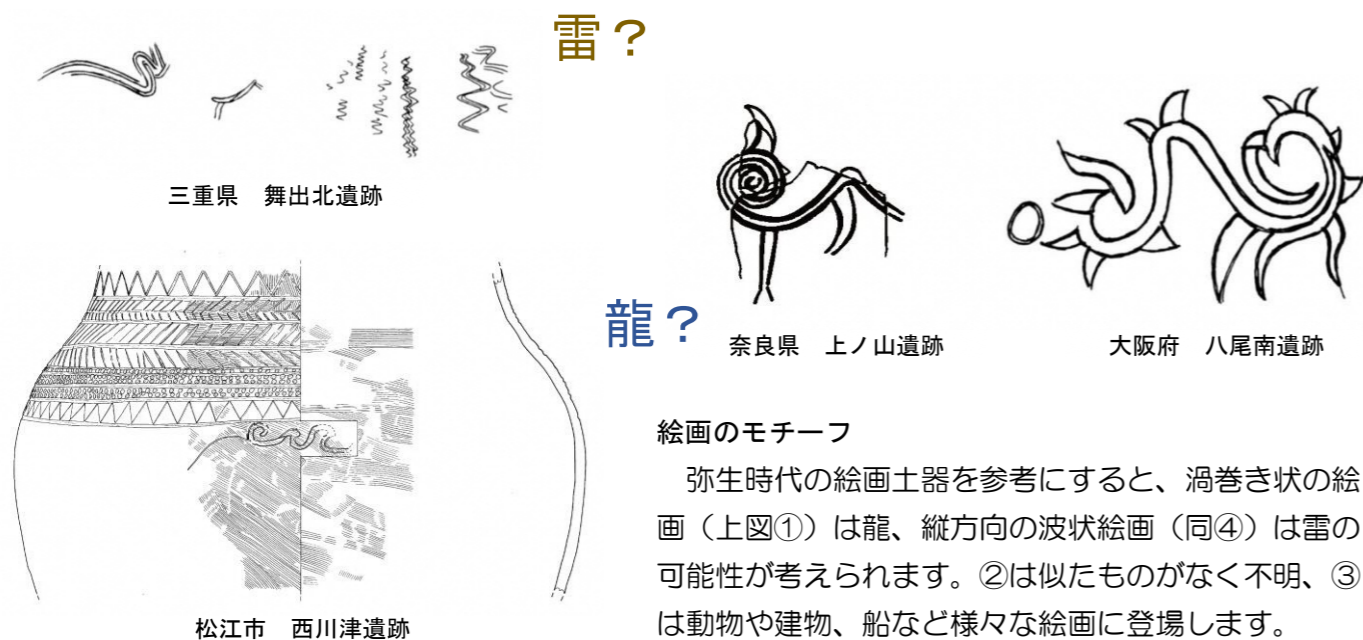 雷？
三重県　舞出北遺跡
龍？
奈良県　上ノ山遺跡
大阪府　八尾南遺跡
松江市　西川津遺跡
絵画のモチーフ
　弥生時代の絵画土器を参考にすると、渦巻き状の絵
画（上図①）は龍、縦方向の波状絵画（同④）は雷の
可能性が考えられます。②は似たものがなく不明、③
は動物や建物、船など様々な絵画に登場します。